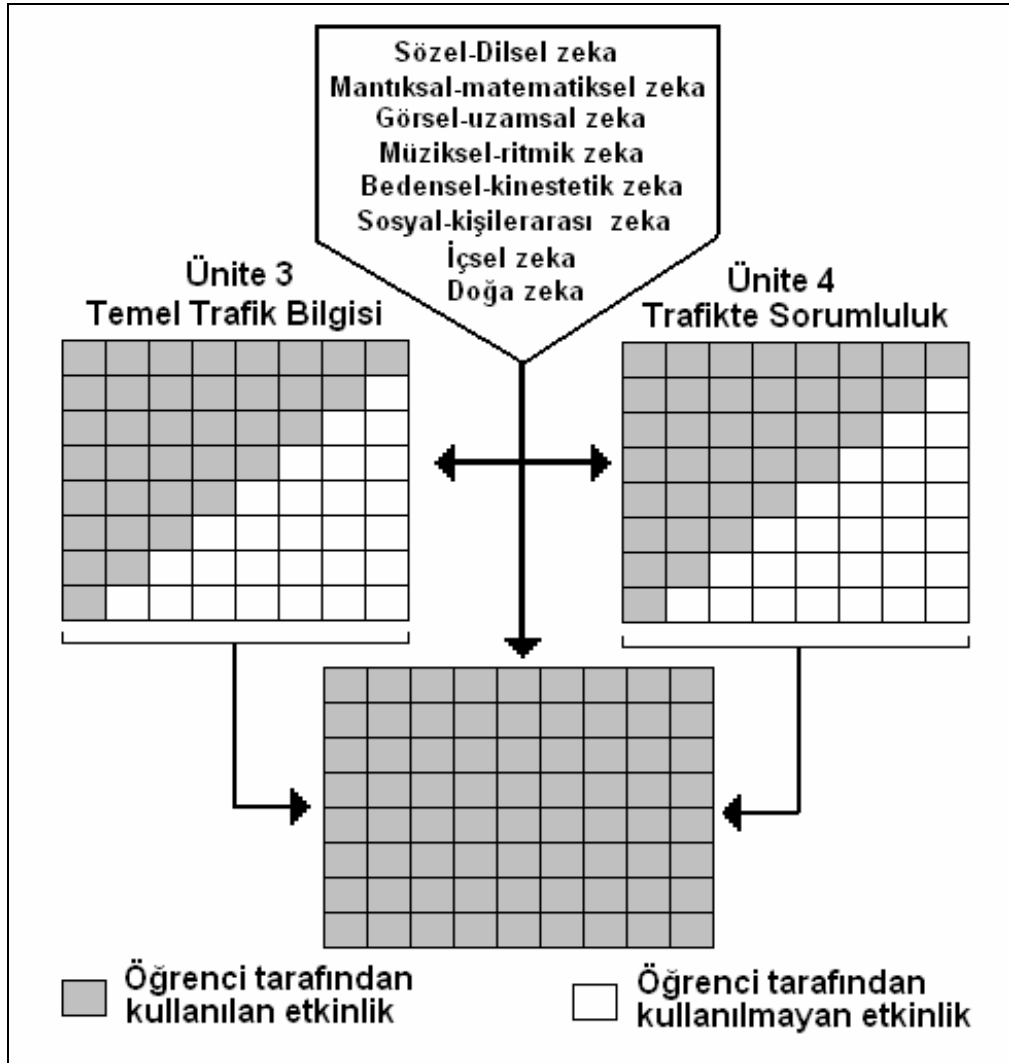 Sözel-Dilsel zeka
Mantıksal-matematiksel zeka
Görsel-uzamsal zeka
Müziksel-ritmik zeka
Bedensel-kinestetik zeka
Sosyal-kişilerarası zeka
İçsel zeka
Doğa zeka
Ünite 3
Temel Trafik Bilgisi
Ünite 4
Trafikte Sorumluluk
Öğrenci tarafından
kullanılan etkinlik
Öğrenci tarafından
kullanılmayan etkinlik